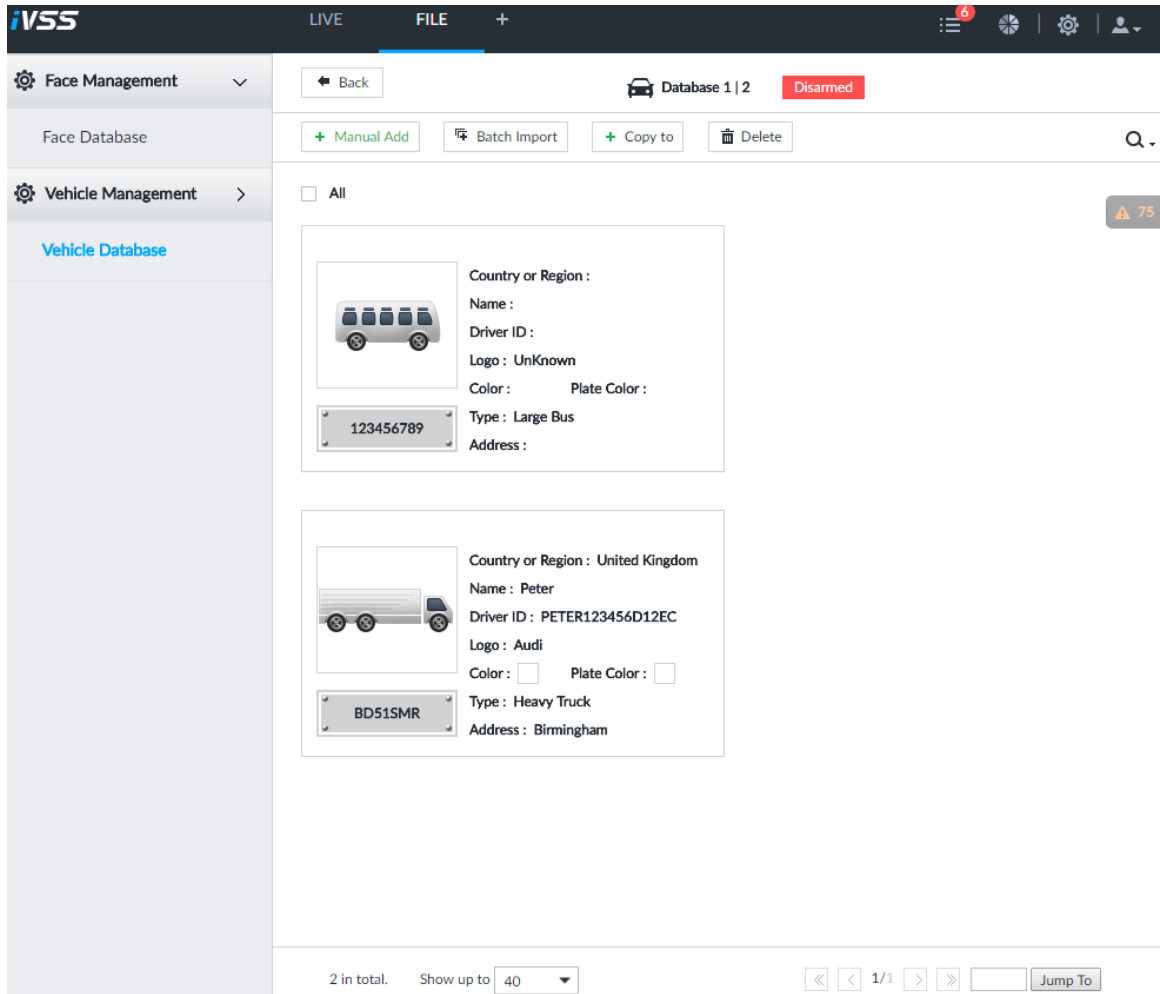 iVSS LIVE FILE + 6
Face Management
Face Database
Vehicle Management
Vehicle Database
Back
Database 1 | 2 Disarmed
+ Manual Add Batch Import + Copy to Delete
All
75
Country or Region :
Name :
Driver ID :
Logo : UnKnown
Color : Plate Color :
Type : Large Bus
Address :
123456789
Country or Region : United Kingdom
Name : Peter
Driver ID : PETER123456D12EC
Logo : Audi
Color : Plate Color :
Type : Heavy Truck
Address : Birmingham
BD51SMR
2 in total. Show up to 40 1/1 Jump To